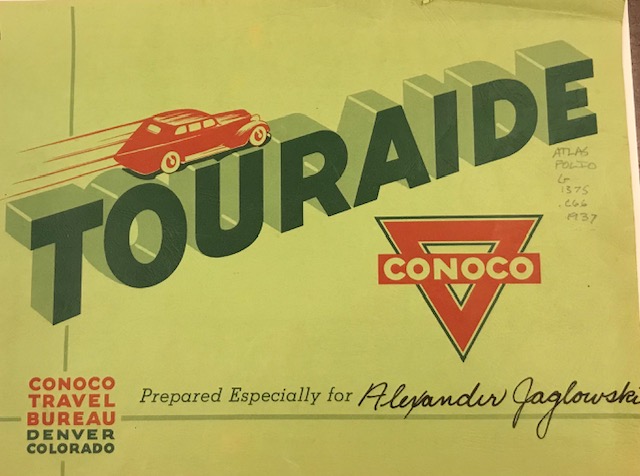 TOURAIDE
ATLAS
FOLIO
G
1375
.C66
1937
CONOCO
CONOCO
TRAVEL
BUREAU
DENVER
COLORADO
Prepared Especially for Alexander Jaglowski